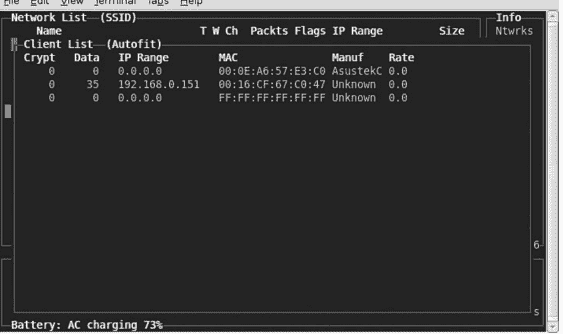 File Edit View Terminal Tabs Help
Network List (SSID) Info
Name T W Ch Packts Flags IP Range Size Ntwrks
Client List (Autofit)
Crypt Data IP Range MAC Manuf Rate
0 0 0.0.0.0 00:0E:A6:57:E3:C0 AsustekC 0.0
0 35 192.168.0.151 00:16:CF:67:C0:47 Unknown 0.0
0 0 0.0.0.0 FF:FF:FF:FF:FF:FF Unknown 0.0
6
s
Battery: AC charging 73%